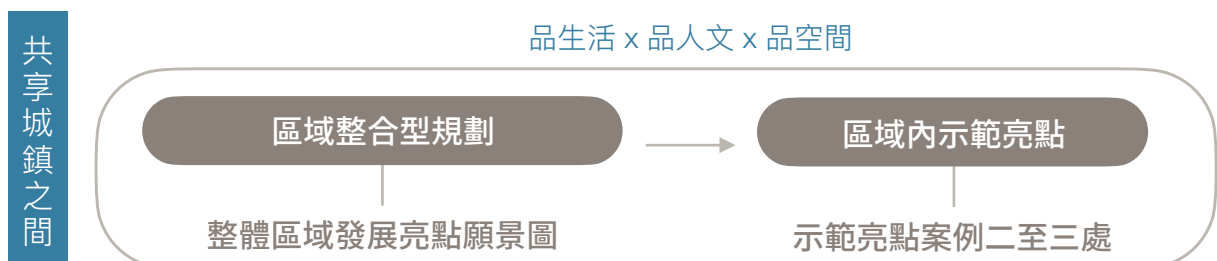 共享城鎮之間
品生活 x 品人文 x 品空間
區域整合型規劃
區域內示範亮點
整體區域發展亮點願景圖
示範亮點案例二至三處